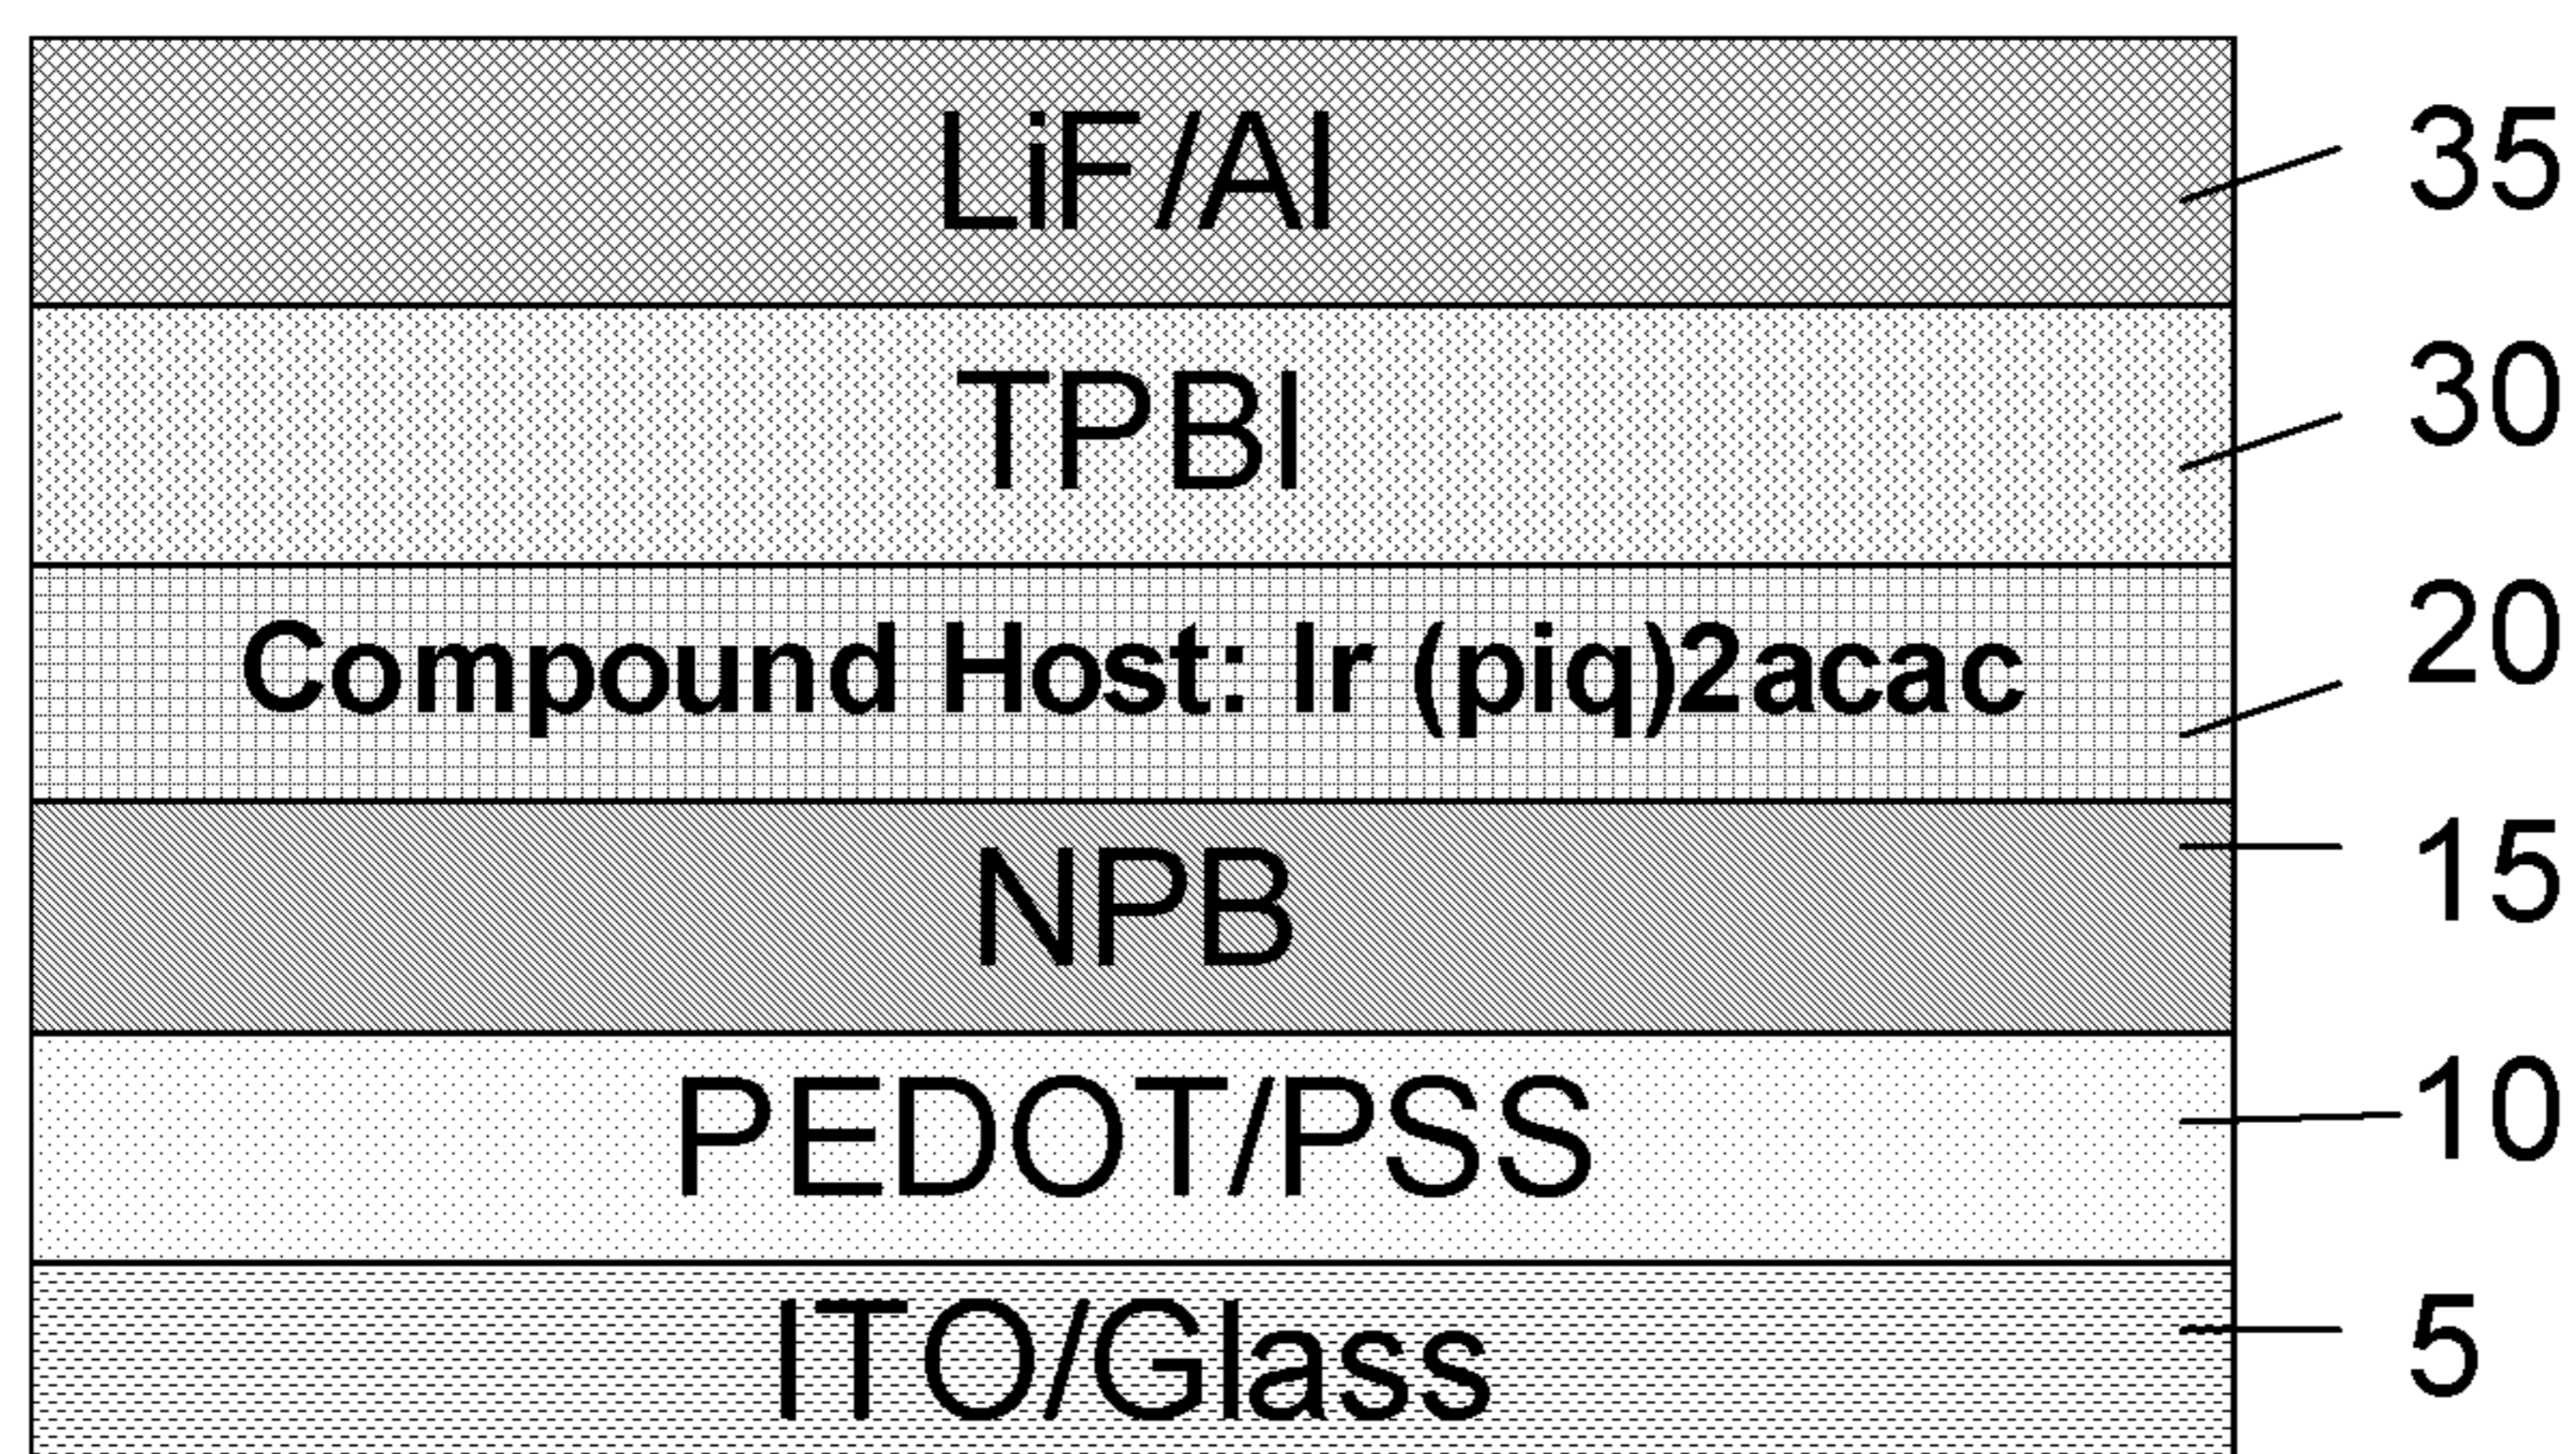 LiF/Al 35
TPBI 30
Compound Host: Ir (piq)2acac 20
NPB 15
PEDOT/PSS 10
ITO/Glass 5